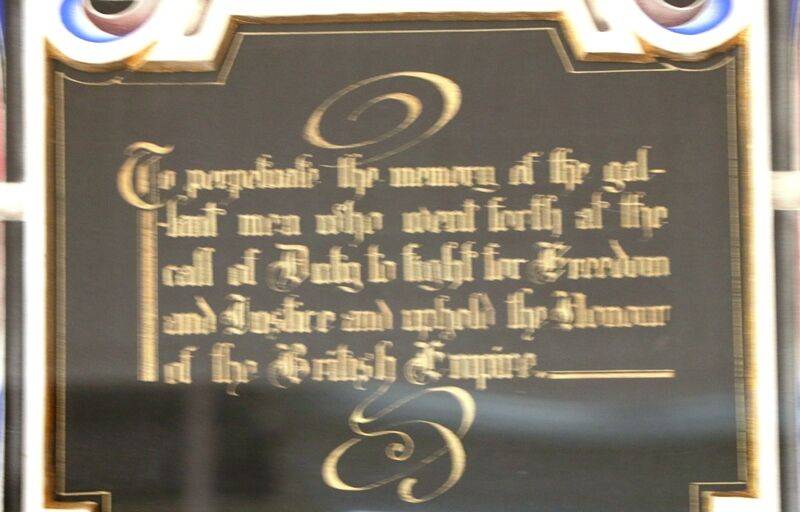 To perpetuate the memory of the gal-
-lant men who went forth at the
call of Duty to fight for Freedom
and Justice and uphold the Honour
of the British Empire.